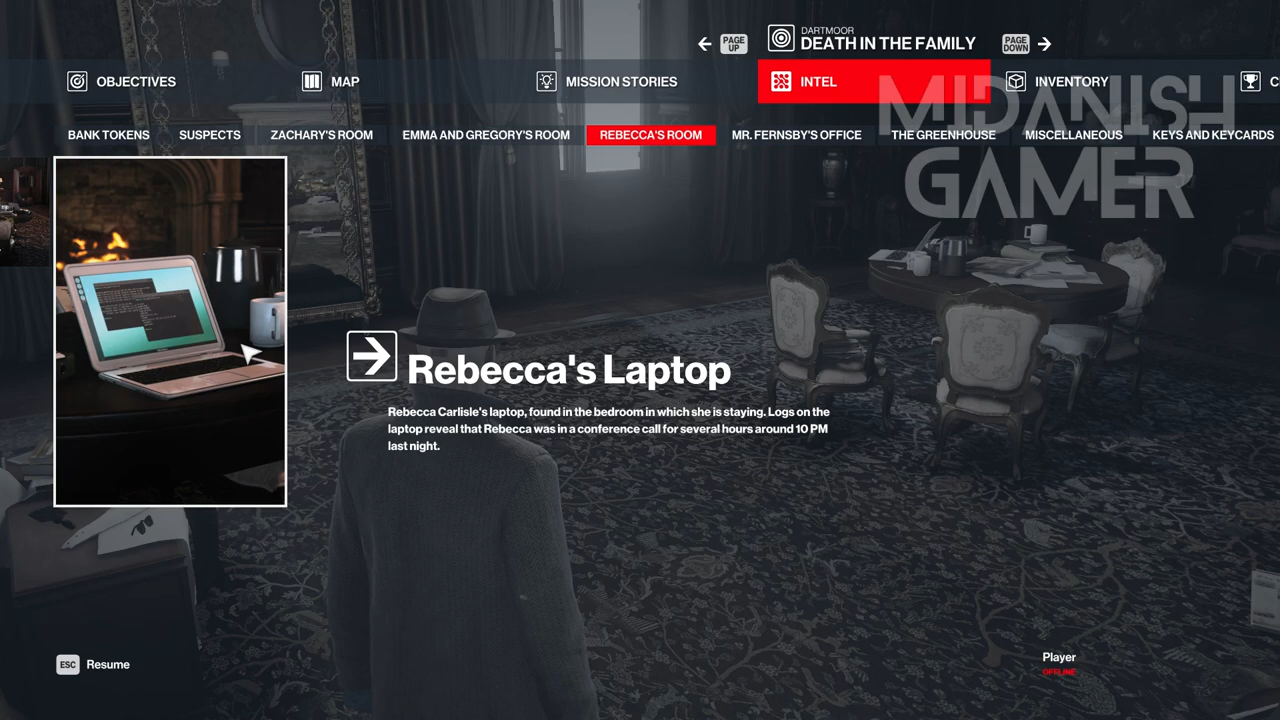 PAGE UP
DARTMOOR
DEATH IN THE FAMILY
PAGE DOWN
OBJECTIVES
MAP
MISSION STORIES
INTEL
INVENTORY
C
MIDANISH
GAMER
BANK TOKENS
SUSPECTS
ZACHARY'S ROOM
EMMA AND GREGORY'S ROOM
REBECCA'S ROOM
MR. FERNSBY'S OFFICE
THE GREENHOUSE
MISCELLANEOUS
KEYS AND KEYCARDS
Rebecca's Laptop
Rebecca Carlisle's laptop, found in the bedroom in which she is staying. Logs on the
laptop reveal that Rebecca was in a conference call for several hours around 10 PM
last night.
ESC Resume
Player
OFFLINE